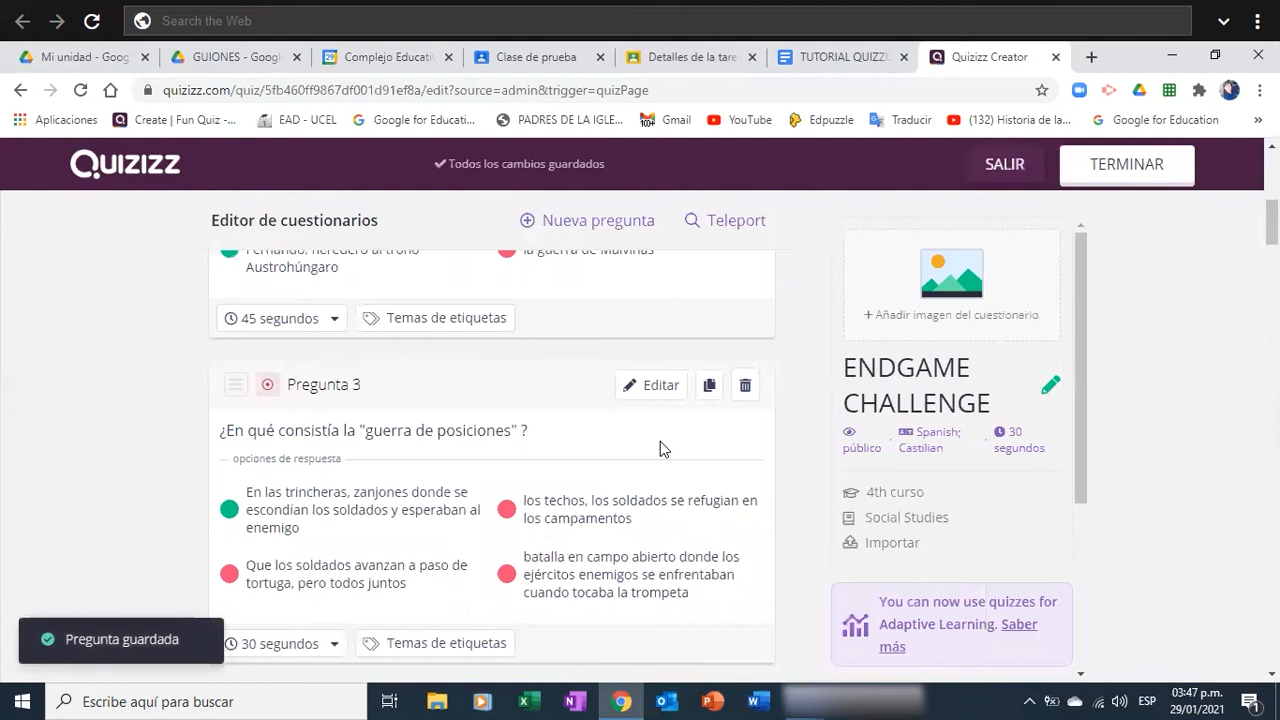 Search the Web
Mi unidad - Goog
GUIONES - Googl
Complejo Educativ
Clase de prueba
Detalles de la tare
TUTORIAL QUIZZI
Quizizz Creator
quizizz.com/quiz/5fb460ff9867df001d1ef8a/edit?source=admin&trigger=quizPage
Aplicaciones
Create | Fun Quiz -...
EAD - UCEL
Google for Educati...
PADRES DE LA IGLE...
Gmail
YouTube
Edpuzzle
Traducir
(132) Historia de la...
Google for Education
Quizizz
Todos los cambios guardados
SALIR
TERMINAR
Editor de cuestionarios
Nueva pregunta
Teleport
Fernando, heredero al trono
Austrohúngaro
la guerra de Malvinas
45 segundos
Temas de etiquetas
Pregunta 3
Editar
¿En qué consistía la "guerra de posiciones" ?
opciones de respuesta
En las trincheras, zanjones donde se
escondían los soldados y esperaban al
enemigo
los techos, los soldados se refugian en
los campamentos
Que los soldados avanzan a paso de
tortuga, pero todos juntos
batalla en campo abierto donde los
ejércitos enemigos se enfrentaban
cuando tocaba la trompeta
30 segundos
Temas de etiquetas
Pregunta guardada
+ Añadir imagen del cuestionario.
ENDGAME
CHALLENGE
público
Spanish;
Castilian
30
segundos
4th curso
Social Studies
Importar
You can now use quizzes for
Adaptive Learning. Saber
más
Escribe aquí para buscar
ESP
03:47 p.m.
29/01/2021